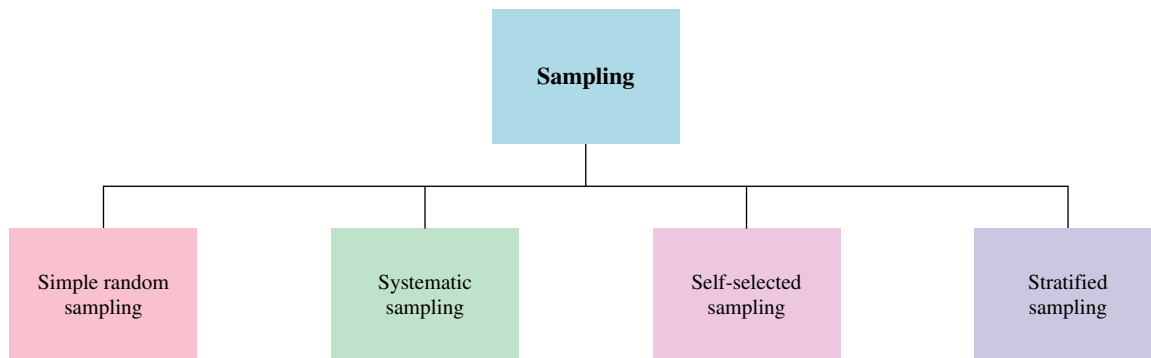 Sampling
Simple random
sampling
Systematic
sampling
Self-selected
sampling
Stratified
sampling